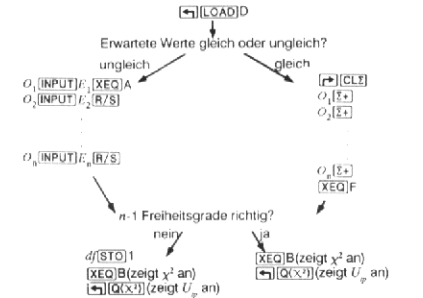 [↰][LOAD]D
Erwartete Werte gleich oder ungleich?
ungleich gleich
O₁[INPUT]E₁[XEQ]A
O₂[INPUT]E₂[R/S]
Oₙ[INPUT]Eₙ[R/S]
[↱][CLΣ]
O₁[Σ+]
O₂[Σ+]
Oₙ[Σ+]
[XEQ]F
n-1 Freiheitsgrade richtig?
nein ja
df[STO]1
[XEQ]B(zeigt χ² an)
[↰][Q(χ²)](zeigt Uφ an)
[XEQ]B(zeigt χ² an)
[↰][Q(χ²)](zeigt Uφ an)